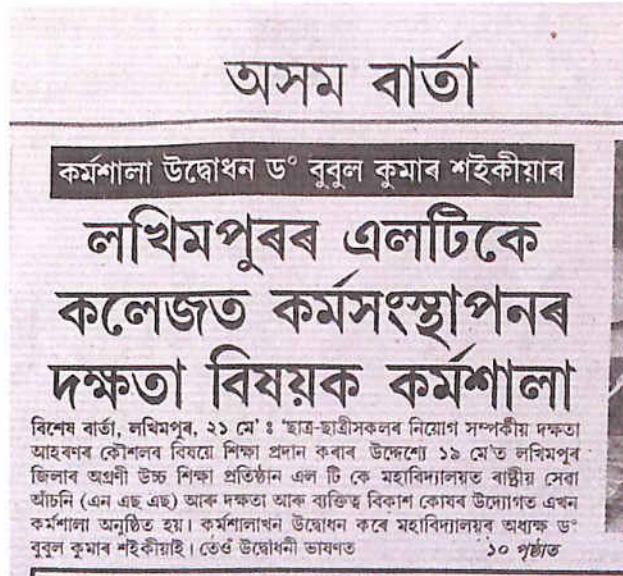 অসম বাৰ্তা
কৰ্মশালা উদ্বোধন ড° বুবুল কুমাৰ শইকীয়াৰ
লখিমপুৰৰ এলটিকে
কলেজত কৰ্মসংস্থাপনৰ
দক্ষতা বিষয়ক কৰ্মশালা
বিশেষ বাৰ্তা, লখিমপুৰ, ২১ মে' ঃ 'ছাত্ৰ-ছাত্ৰীসকলৰ নিয়োগ সম্পৰ্কীয় দক্ষতা
আহৰণৰ কৌশলৰ বিষয়ে শিক্ষা প্ৰদান কৰাৰ উদ্দেশ্যে ১৯ মে'ত লখিমপুৰ
জিলাৰ অগ্ৰণী উচ্চ শিক্ষা প্ৰতিষ্ঠান এল টি কে মহাবিদ্যালয়ত ৰাষ্ট্ৰীয় সেৱা
আঁচনি (এন এছ এছ) আৰু দক্ষতা আৰু ব্যক্তিত্ব বিকাশ কোষৰ উদ্যোগত এখন
কৰ্মশালা অনুষ্ঠিত হয়। কৰ্মশালাখন উদ্বোধন কৰে মহাবিদ্যালয়ৰ অধ্যক্ষ ড°
বুবুল কুমাৰ শইকীয়াই। তেওঁ উদ্বোধনী ভাষণত ১০ পৃষ্ঠাত